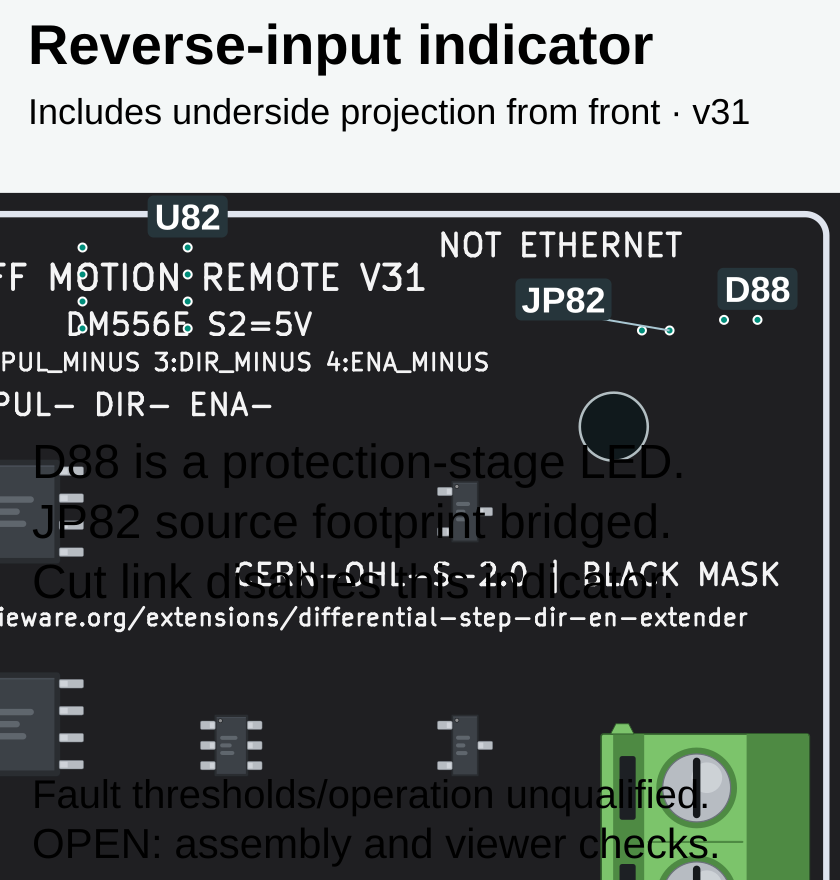 Reverse-input indicator
Includes underside projection from front · v31
U82
NOT ETHERNET
FF MOTION REMOTE V31
JP82
D88
DM556E S2=5V
PUL_MINUS 3:DIR_MINUS 4:ENA_MINUS
PUL− DIR− ENA−
D88 is a protection-stage LED.
JP82 source footprint bridged.
CERN-OHL-S-2.0 | BLACK MASK
Cut link disables this indicator.
ieware.org/extensions/differential-step-dir-en-extender
Fault thresholds/operation unqualified.
OPEN: assembly and viewer checks.